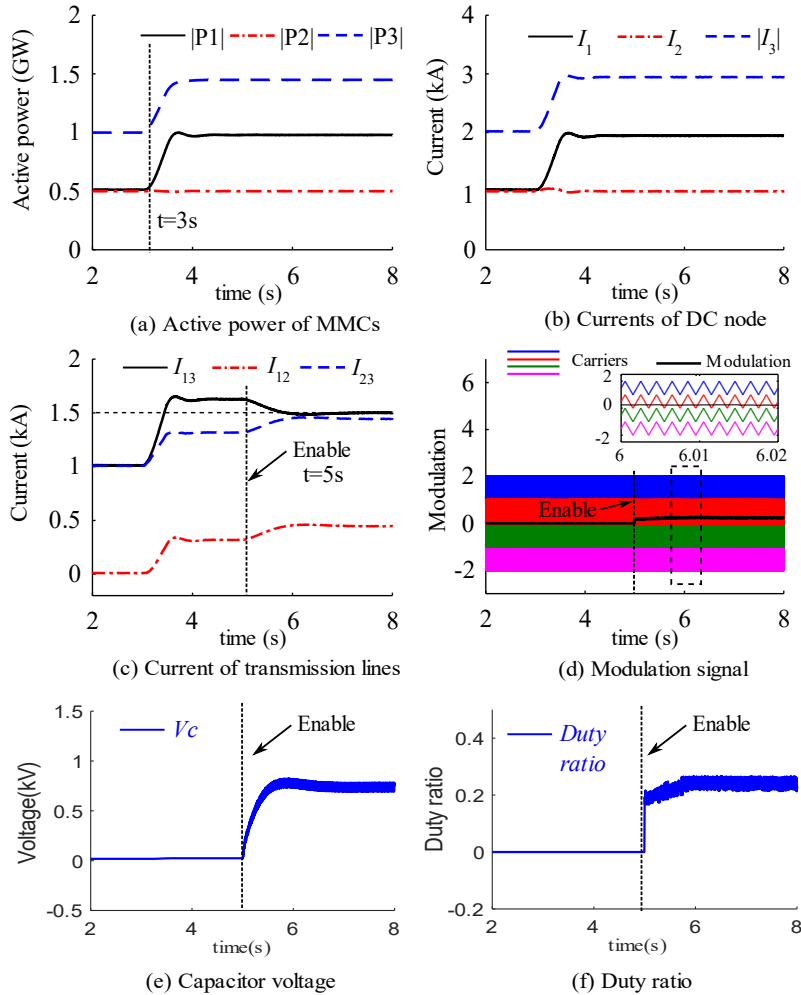 |P1| |P2| |P3|
Active power (GW)
2
1.5
1
0.5
0
t=3s
2 4 6 8
time (s)
(a) Active power of MMCs
I1 I2 |I3|
Current (kA)
4
3
2
1
0
2 4 6 8
time (s)
(b) Currents of DC node
I13 I12 I23
Current (kA)
2
1.5
1
0.5
0
Enable
t=5s
2 4 6 8
time (s)
(c) Current of transmission lines
Carriers Modulation
Modulation
6
4
2
0
-2
2
0
-2
6 6.01 6.02
Enable
2 4 6 8
time (s)
(d) Modulation signal
Vc
Enable
Voltage(kV)
1.5
1
0.5
0
-0.5
2 4 6 8
time(s)
(e) Capacitor voltage
Duty
ratio
Enable
Duty ratio
0.4
0.2
0
-0.2
2 4 6 8
time(s)
(f) Duty ratio